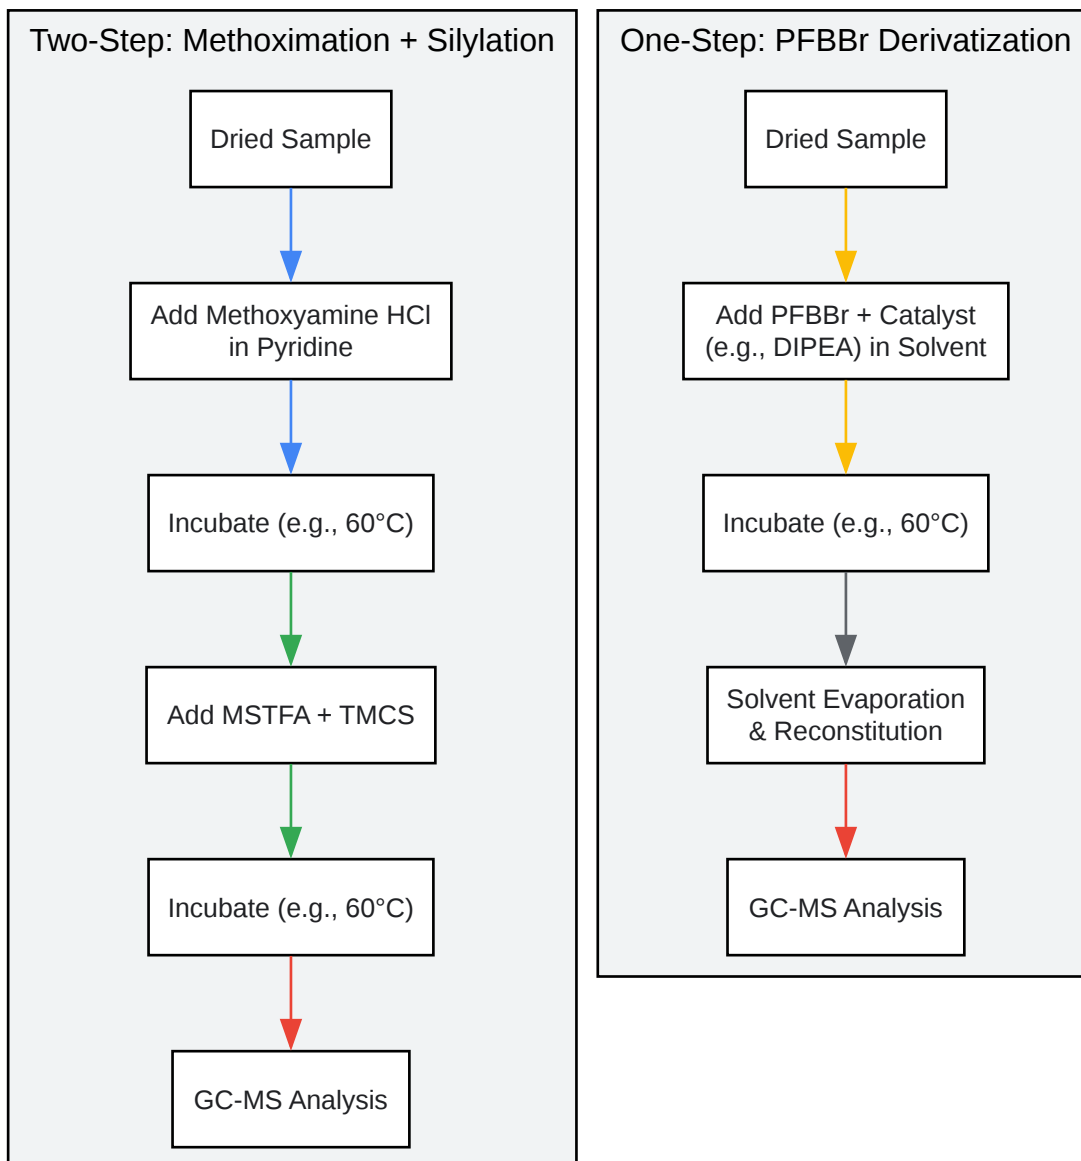 Two-Step: Methoximation + Silylation
Dried Sample
Add Methoxyamine HCl
in Pyridine
Incubate (e.g., 60°C)
Add MSTFA + TMCS
Incubate (e.g., 60°C)
GC-MS Analysis
One-Step: PFBBr Derivatization
Dried Sample
Add PFBBr + Catalyst
(e.g., DIPEA) in Solvent
Incubate (e.g., 60°C)
Solvent Evaporation
& Reconstitution
GC-MS Analysis